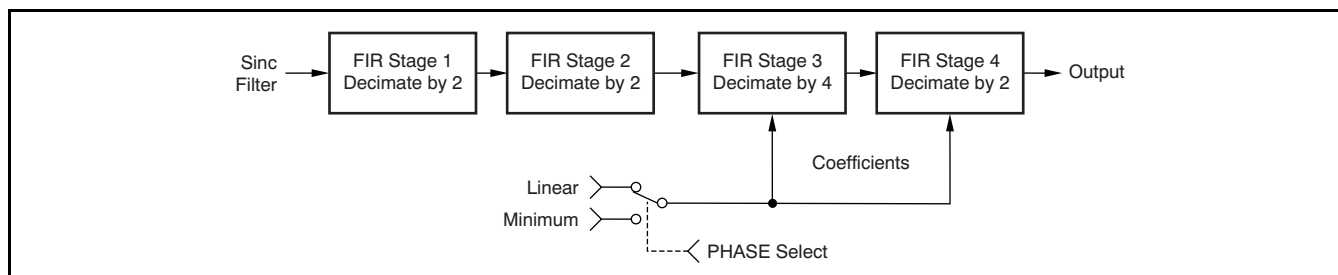 Sinc
Filter
FIR Stage 1
Decimate by 2
FIR Stage 2
Decimate by 2
FIR Stage 3
Decimate by 4
FIR Stage 4
Decimate by 2
Output
Coefficients
Linear
Minimum
PHASE Select